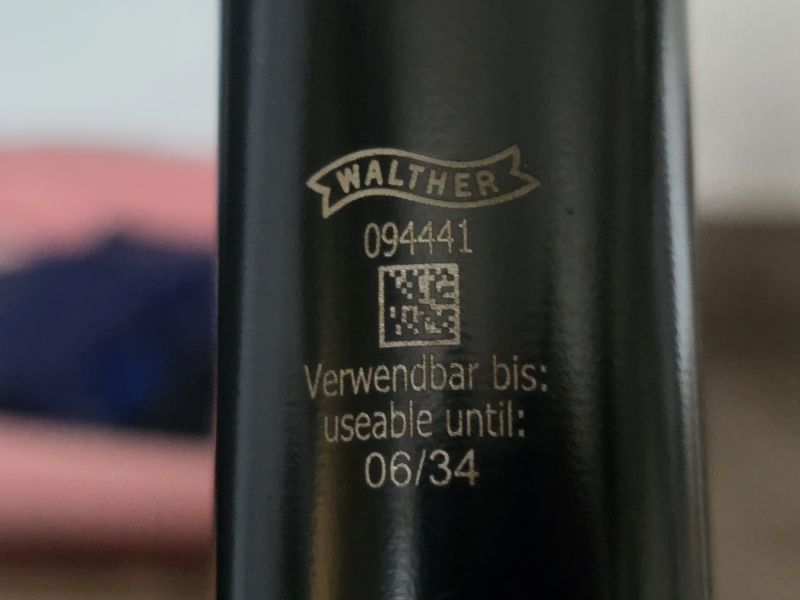 WALTHER
094441
Verwendbar bis:
useable until:
06/34